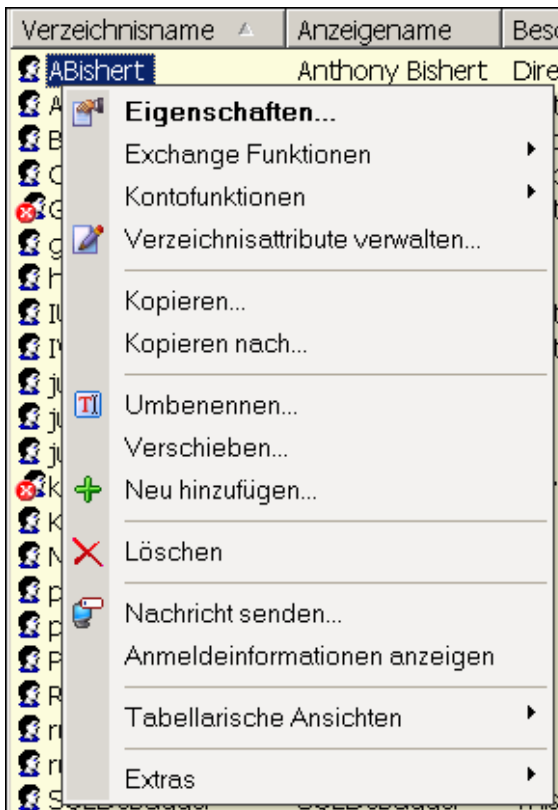 Verzeichnisname Anzeigename
ABishert Anthony Bishert
Eigenschaften...
Exchange Funktionen
Kontofunktionen
Verzeichnisattribute verwalten...
Kopieren...
Kopieren nach...
Umbenennen...
Verschieben...
Neu hinzufügen...
Löschen
Nachricht senden...
Anmeldeinformationen anzeigen
Tabellarische Ansichten
Extras